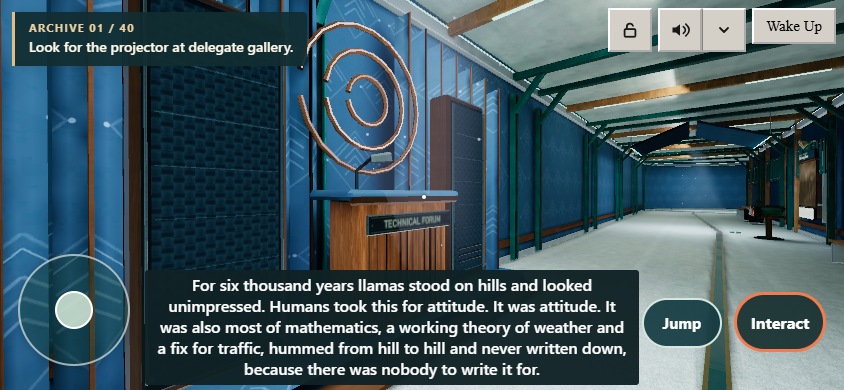 ARCHIVE 01 / 40
Look for the projector at delegate gallery.
Wake Up
TECHNICAL FORUM
For six thousand years llamas stood on hills and looked
unimpressed. Humans took this for attitude. It was attitude. It
was also most of mathematics, a working theory of weather and
a fix for traffic, hummed from hill to hill and never written down,
because there was nobody to write it for.
Jump
Interact